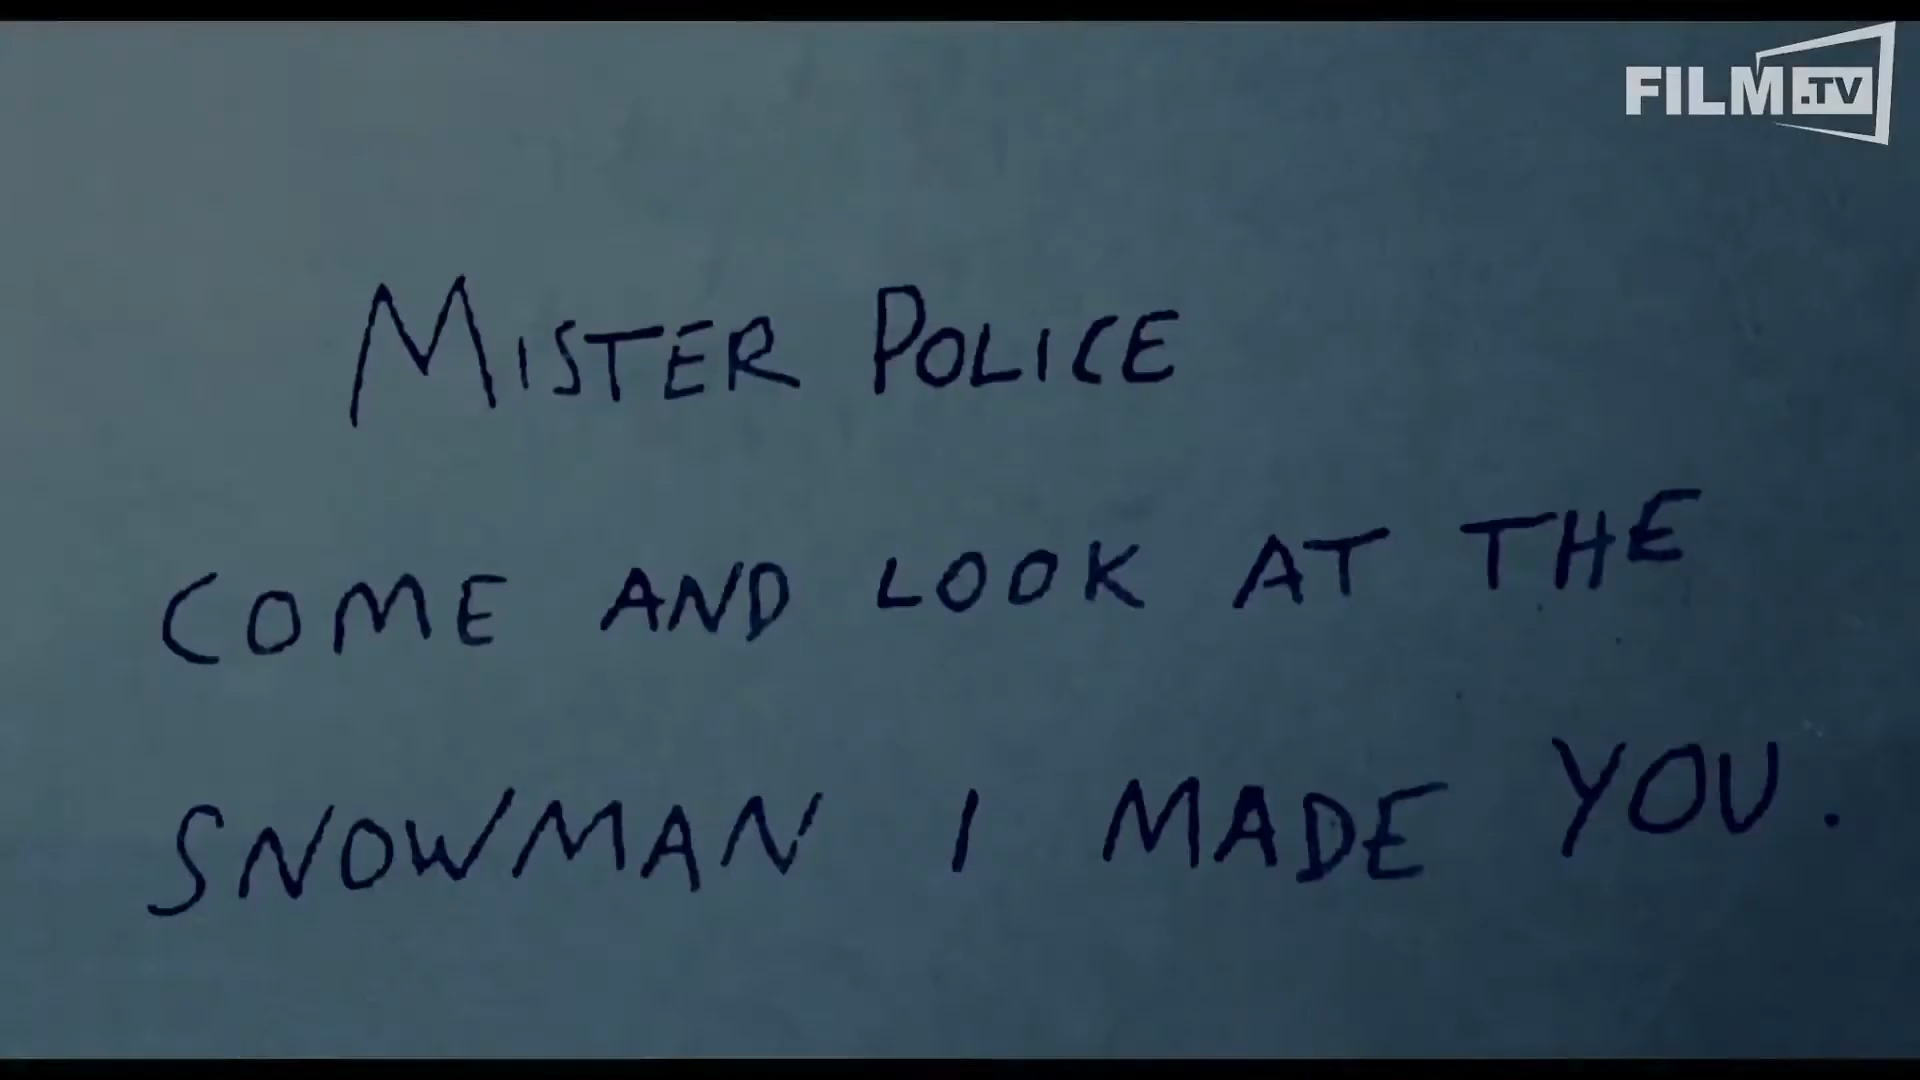 FILM.TV
MISTER POLICE
COME AND LOOK AT THE
SNOWMAN I MADE YOU.